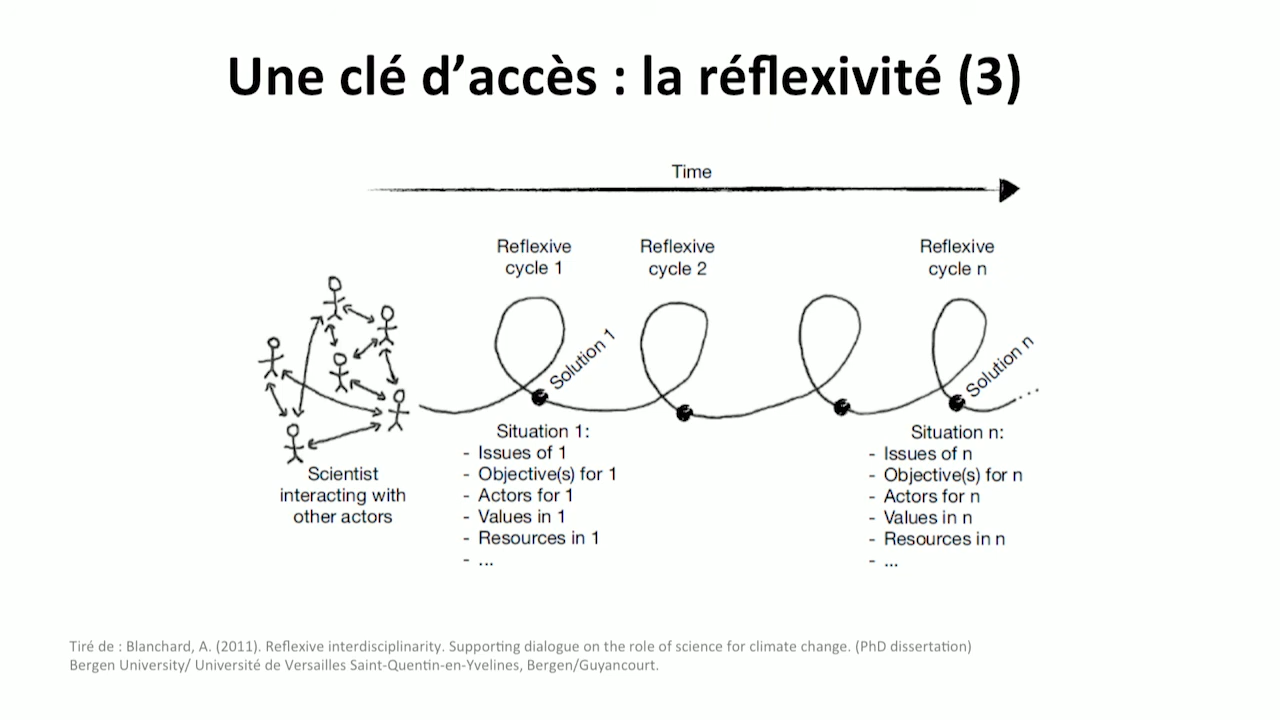 Une clé d’accès : la réflexivité (3)
Time
Reflexive
cycle 1
Reflexive
cycle 2
Reflexive
cycle n
Solution 1
Solution n
...
Scientist
interacting with
other actors
Situation 1:
- Issues of 1
- Objective(s) for 1
- Actors for 1
- Values in 1
- Resources in 1
- ...
Situation n:
- Issues of n
- Objective(s) for n
- Actors for n
- Values in n
- Resources in n
- ...
Tiré de : Blanchard, A. (2011). Reflexive interdisciplinarity. Supporting dialogue on the role of science for climate change. (PhD dissertation)
Bergen University/ Université de Versailles Saint-Quentin-en-Yvelines, Bergen/Guyancourt.